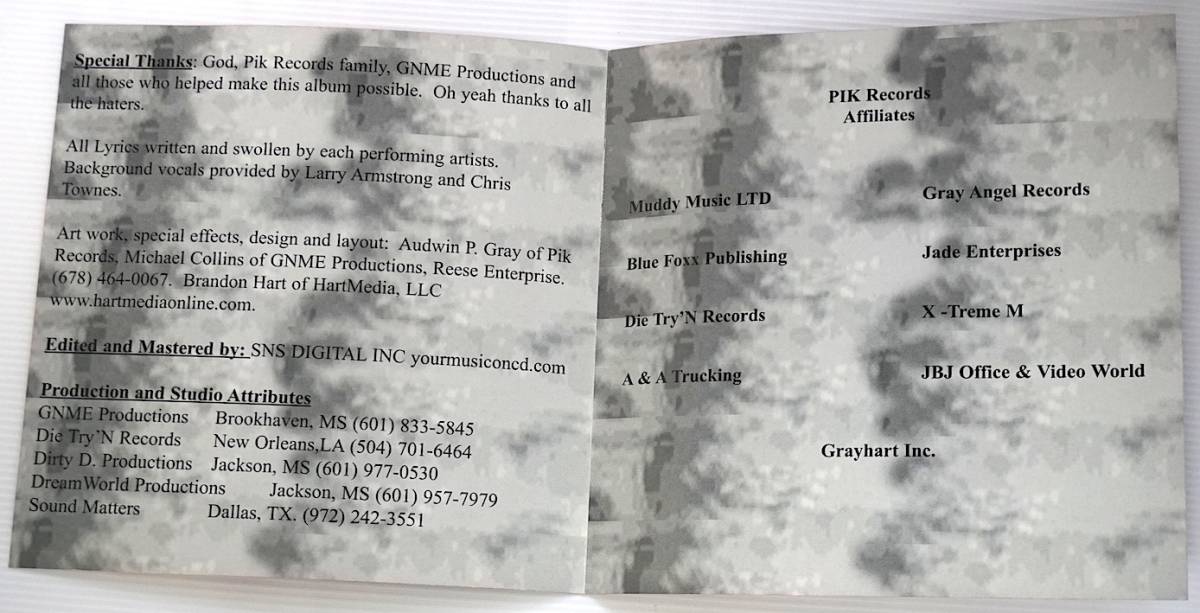 Special Thanks: God, Pik Records family, GNME Productions and
all those who helped make this album possible. Oh yeah thanks to all
the haters.
All Lyrics written and swollen by each performing artists.
Background vocals provided by Larry Armstrong and Chris
Townes.
Art work, special effects, design and layout: Audwin P. Gray of Pik
Records, Michael Collins of GNME Productions, Reese Enterprise.
(678) 464-0067. Brandon Hart of HartMedia, LLC
www.hartmediaonline.com.
Edited and Mastered by: SNS DIGITAL INC yourmusiconcd.com
Production and Studio Attributes
GNME Productions Brookhaven, MS (601) 833-5845
Die Try'N Records New Orleans,LA (504) 701-6464
Dirty D. Productions Jackson, MS (601) 977-0530
DreamWorld Productions Jackson, MS (601) 957-7979
Sound Matters Dallas, TX. (972) 242-3551
PIK Records
Affiliates
Muddy Music LTD Gray Angel Records
Blue Foxx Publishing Jade Enterprises
Die Try'N Records X -Treme M
A & A Trucking JBJ Office & Video World
Grayhart Inc.